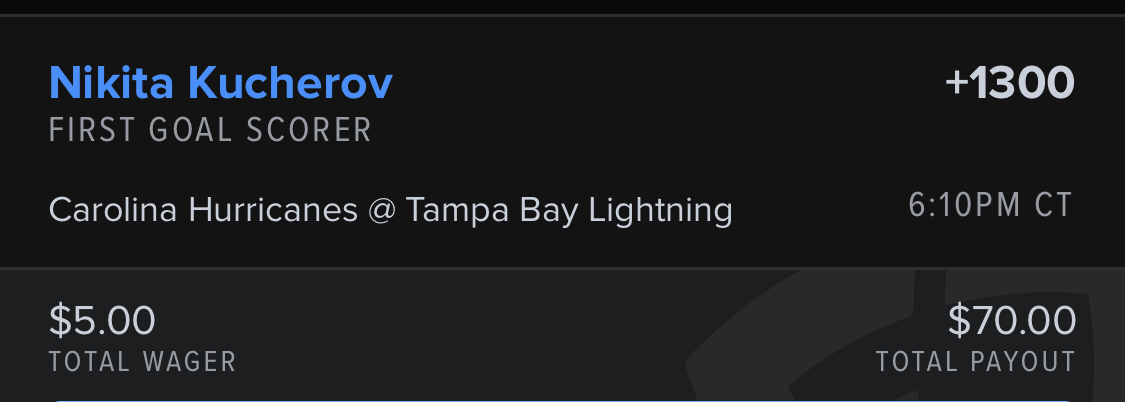 Nikita Kucherov +1300
FIRST GOAL SCORER
Carolina Hurricanes @ Tampa Bay Lightning 6:10PM CT
$5.00 $70.00
TOTAL WAGER TOTAL PAYOUT